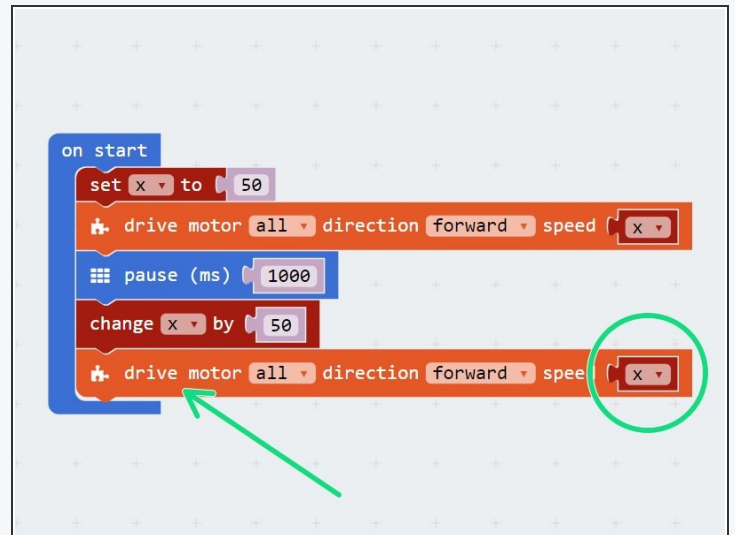 on start
set x to 50
drive motor all direction forward speed x
pause (ms) 1000
change x by 50
drive motor all direction forward speed x